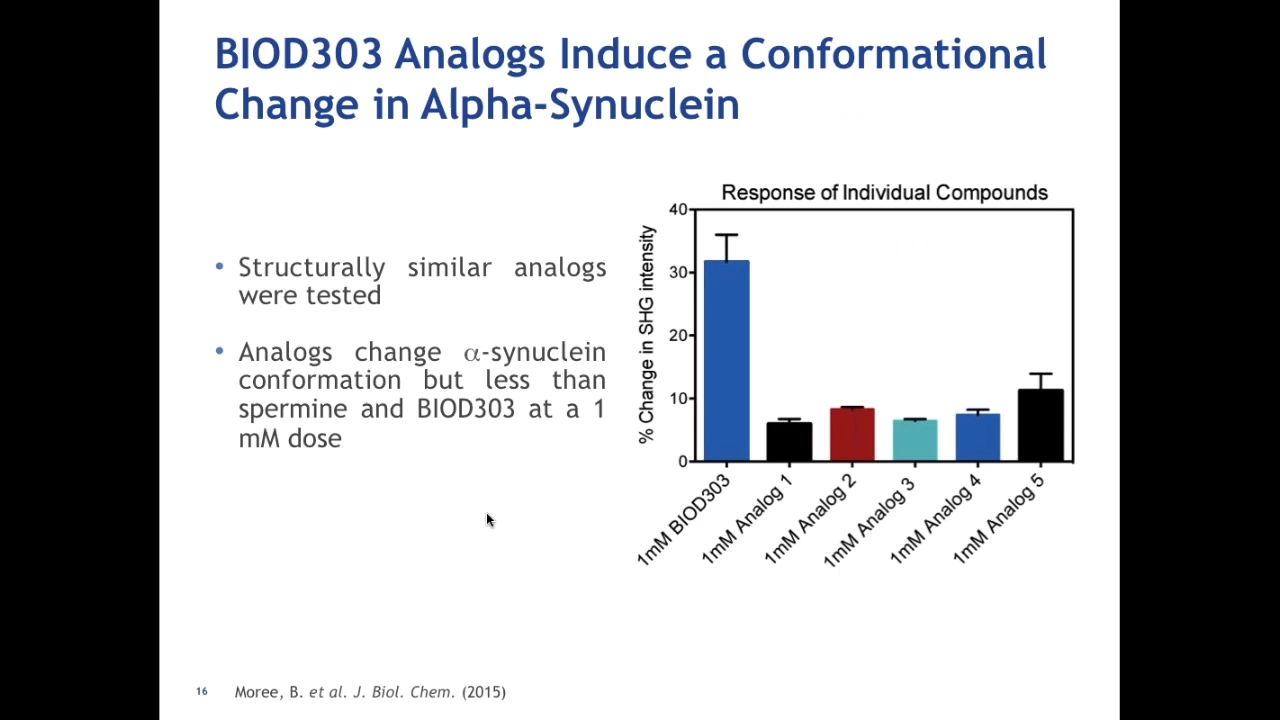 BIOD303 Analogs Induce a Conformational
Change in Alpha-Synuclein
• Structurally similar analogs
were tested
• Analogs change α-synuclein
conformation but less than
spermine and BIOD303 at a 1
mM dose
Response of Individual Compounds
% Change in SHG intensity
40
30
20
10
0
1mM BIOD303
1mM Analog 1
1mM Analog 2
1mM Analog 3
1mM Analog 4
1mM Analog 5
16 Moree, B. et al. J. Biol. Chem. (2015)